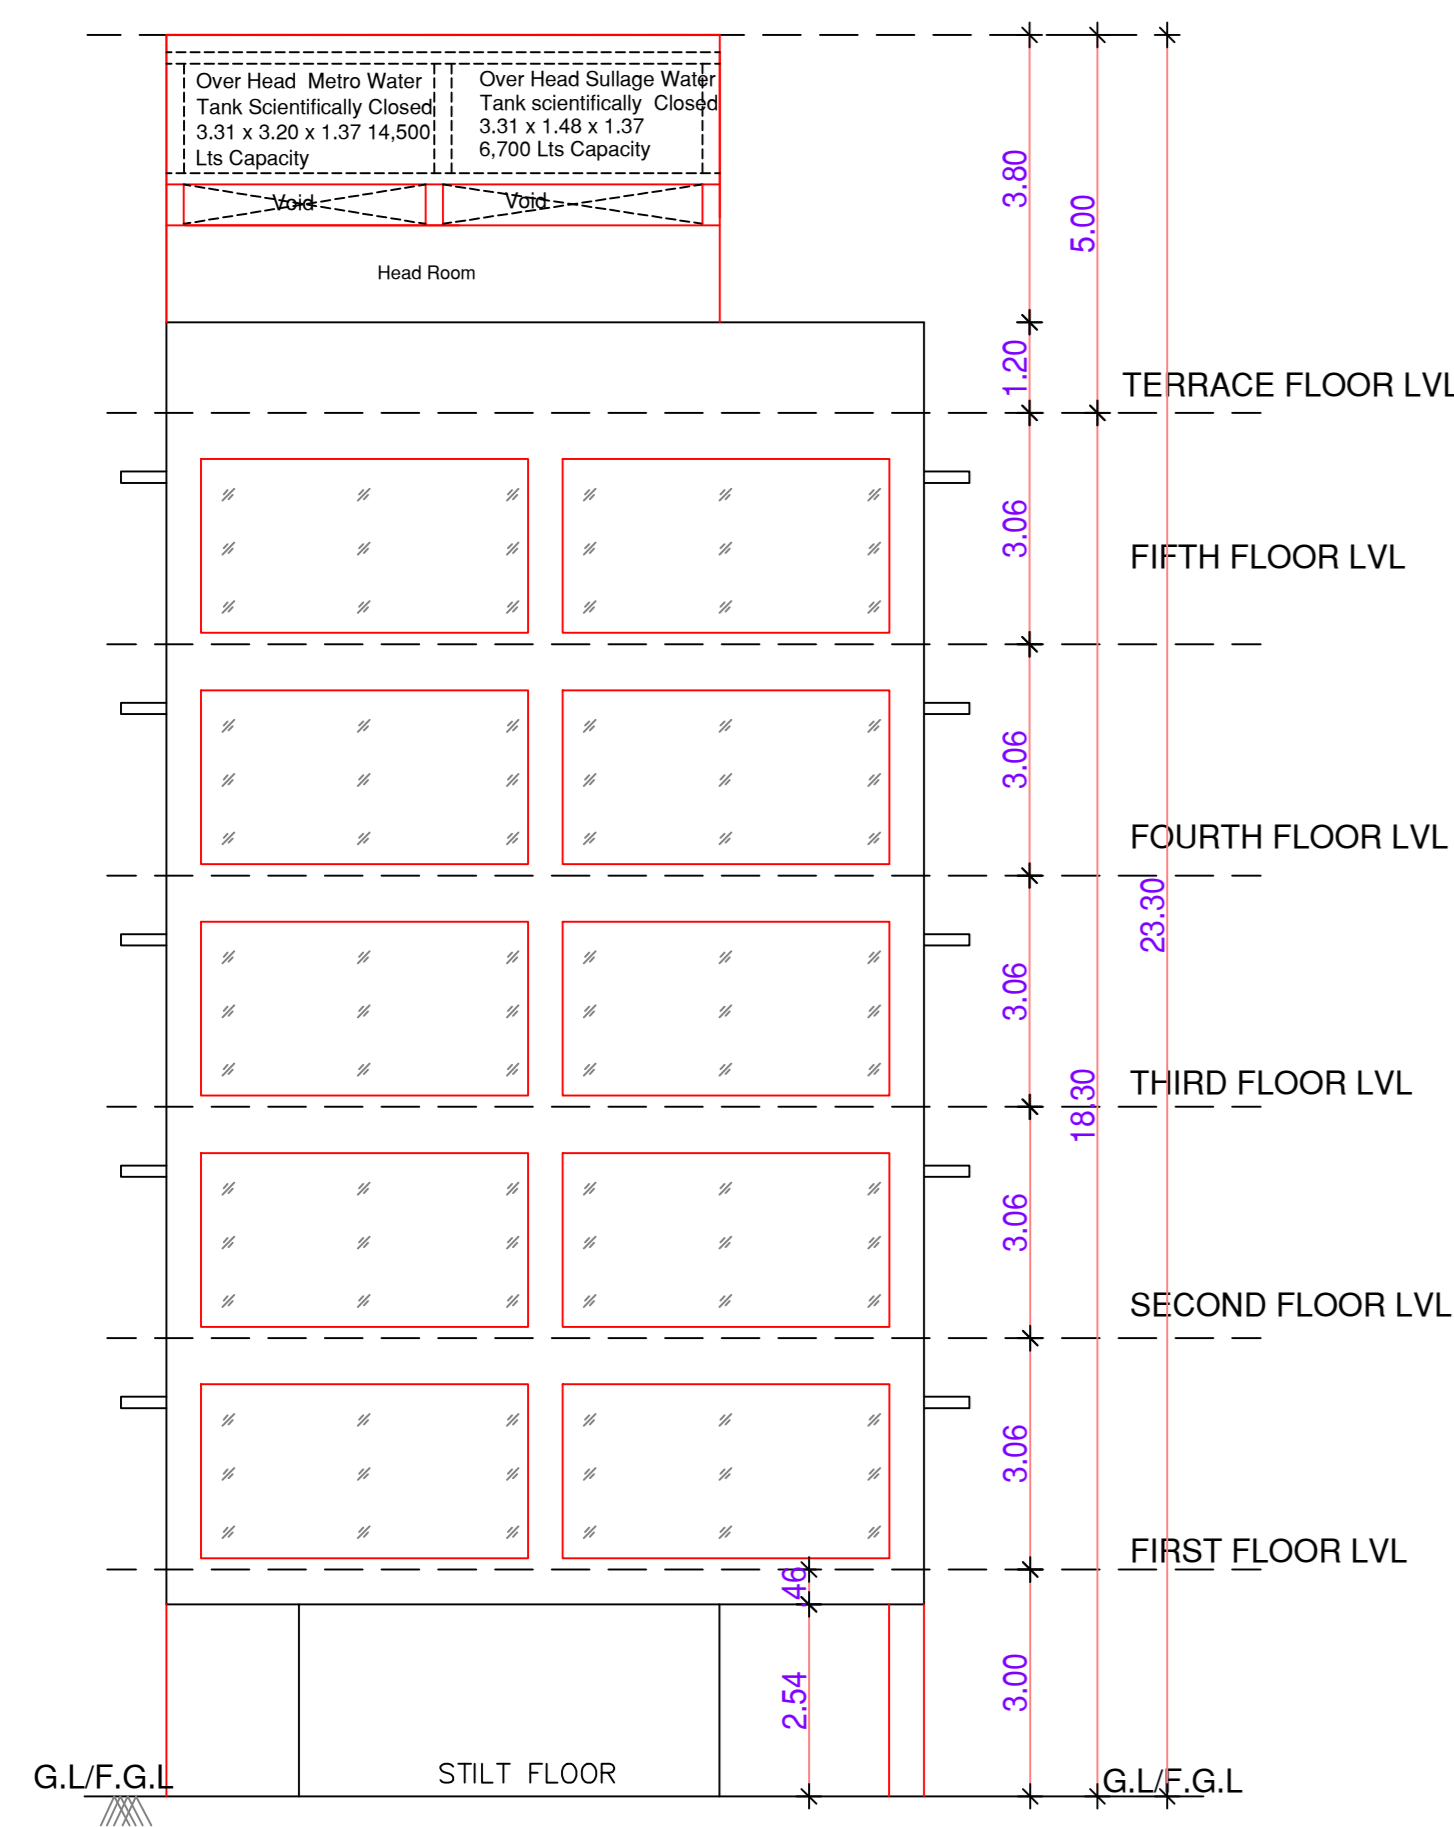 Over Head Metro Water
Tank Scientifically Closed
3.31 x 3.20 x 1.37 14,500
Lts Capacity
Over Head Sullage Water
Tank scientifically Closed
3.31 x 1.48 x 1.37
6,700 Lts Capacity
Void
Void
Head Room
3.80
5.00
1.20
TERRACE FLOOR LVL
3.06
FIFTH FLOOR LVL
3.06
FOURTH FLOOR LVL
23.30
3.06
THIRD FLOOR LVL
18.30
3.06
SECOND FLOOR LVL
3.06
FIRST FLOOR LVL
.46
2.54
3.00
STILT FLOOR
G.L/F.G.L
G.L/F.G.L